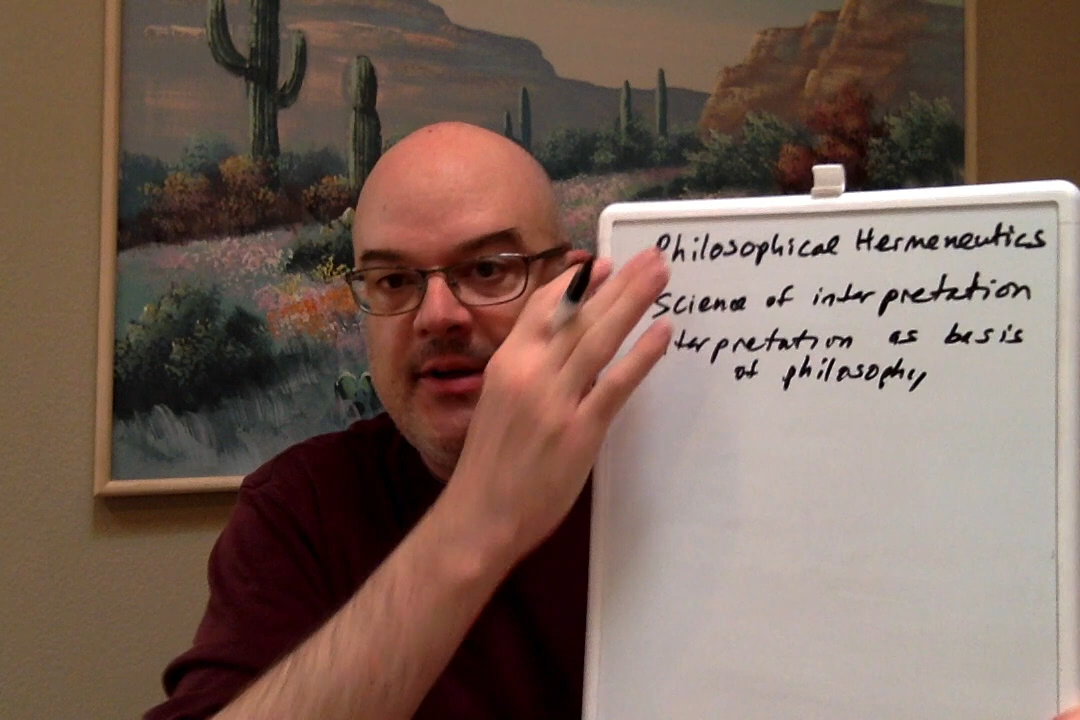 Philosophical Hermeneutics
Science of interpretation
terpretation as basis
of philosophy